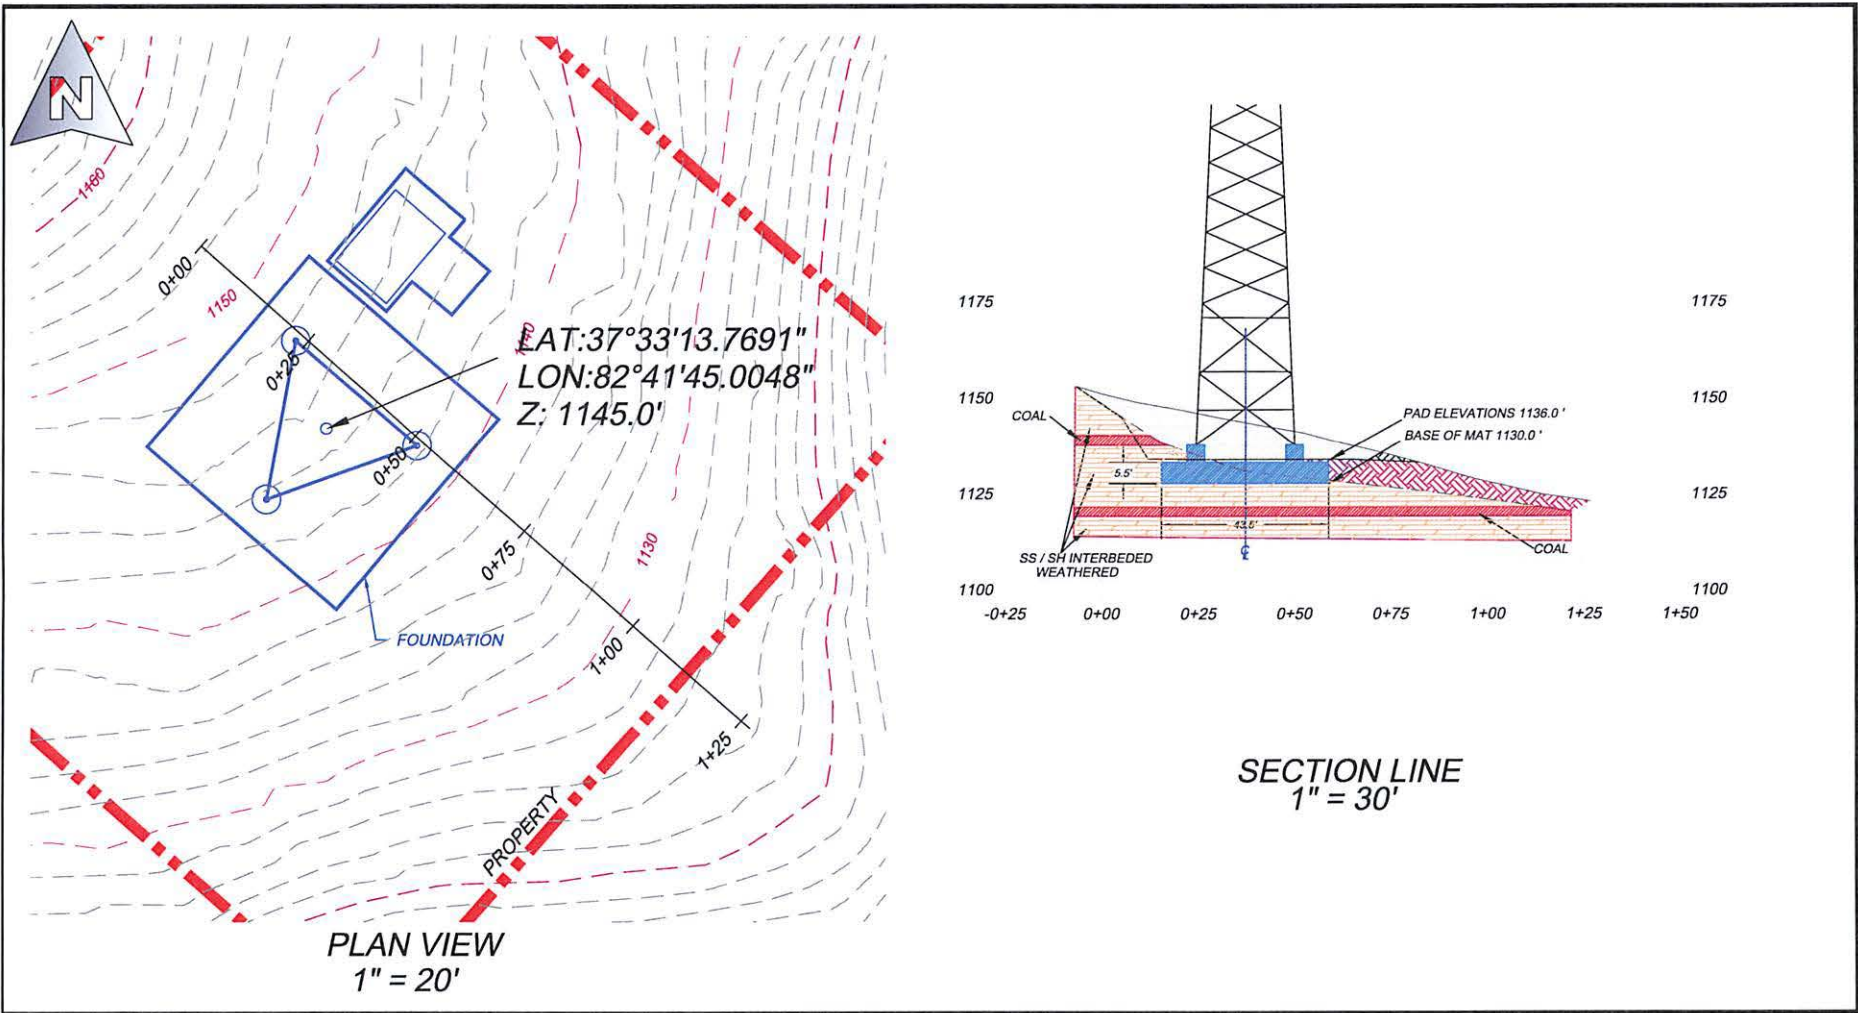 N
1160
0+00
1150
0+25
1140
LAT:37°33'13.7691"
LON:82°41'45.0048"
Z: 1145.0'
0+50
0+75
1130
FOUNDATION
1+00
1+25
PROPERTY
PLAN VIEW
1" = 20'
1175
1175
1150
1150
COAL
PAD ELEVATIONS 1136.0 '
BASE OF MAT 1130.0 '
5.5'
1125
1125
43.5'
COAL
SS / SH INTERBEDED
WEATHERED
1100
1100
-0+25 0+00 0+25 0+50 0+75 1+00 1+25 1+50
SECTION LINE
1" = 30'